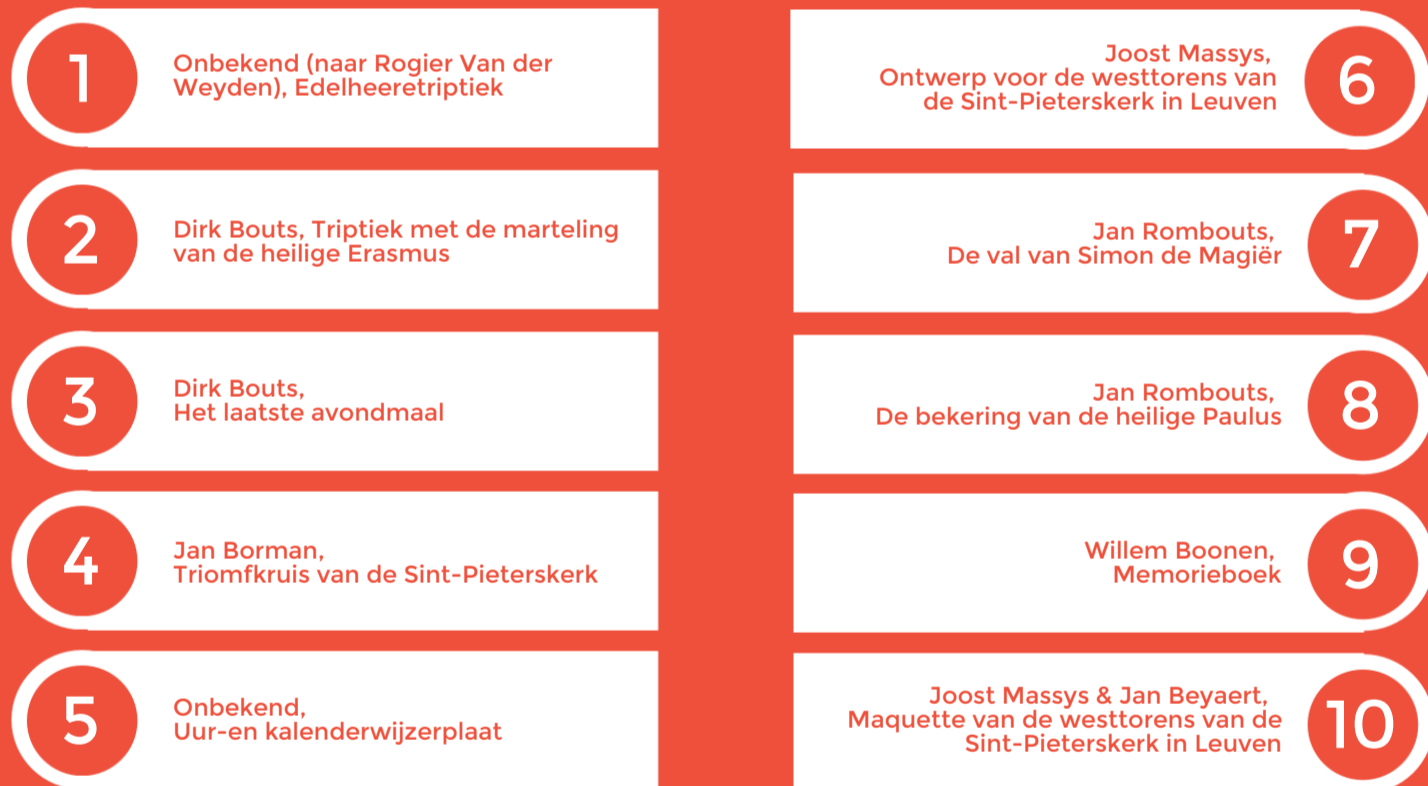 1
Onbekend (naar Rogier Van der
Weyden), Edelheeretriptiek
2
Dirk Bouts, Triptiek met de marteling
van de heilige Erasmus
3
Dirk Bouts,
Het laatste avondmaal
4
Jan Borman,
Triomfkruis van de Sint-Pieterskerk
5
Onbekend,
Uur-en kalenderwijzerplaat
Joost Massys,
Ontwerp voor de westtorens van
de Sint-Pieterskerk in Leuven
6
Jan Rombouts,
De val van Simon de Magiër
7
Jan Rombouts,
De bekering van de heilige Paulus
8
Willem Boonen,
Memorieboek
9
Joost Massys & Jan Beyaert,
Maquette van de westtorens van de
Sint-Pieterskerk in Leuven
10